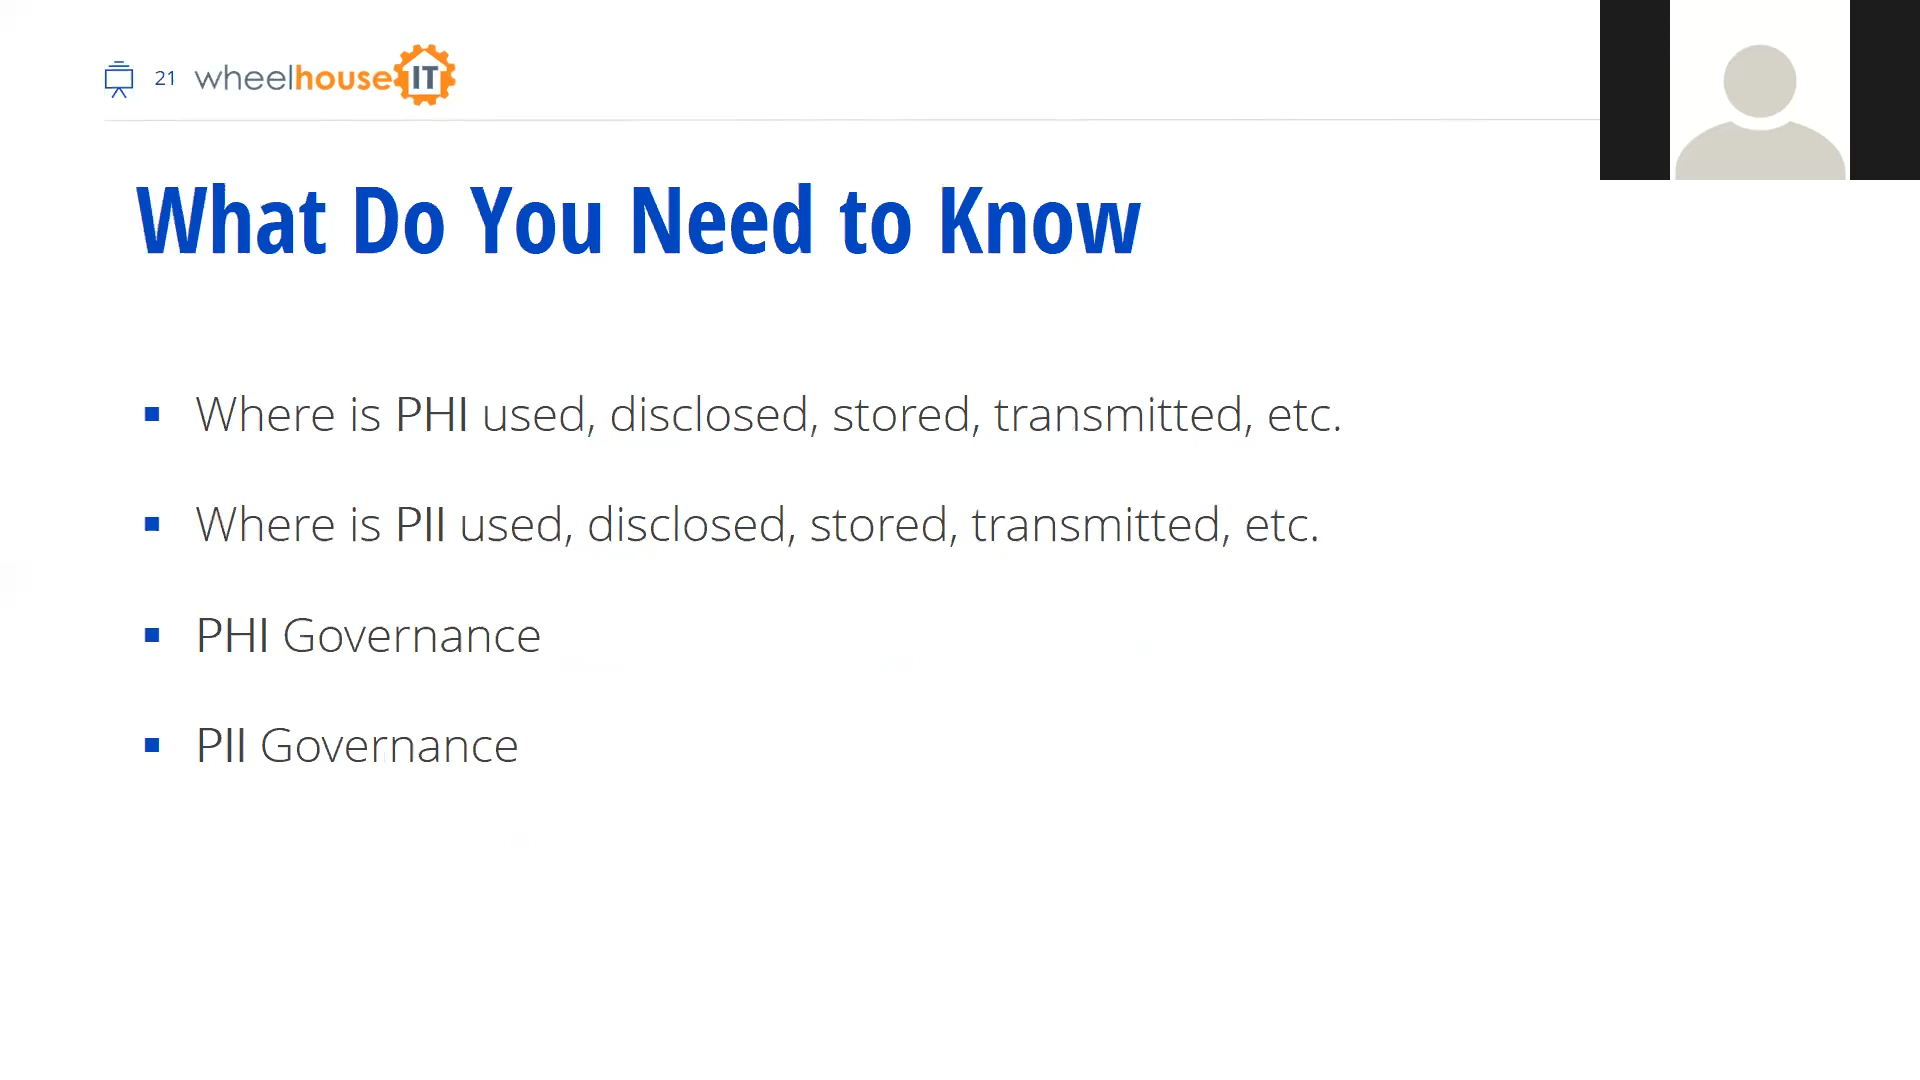 21 wheelhouse IT
What Do You Need to Know
▪ Where is PHI used, disclosed, stored, transmitted, etc.
▪ Where is PII used, disclosed, stored, transmitted, etc.
▪ PHI Governance
▪ PII Governance